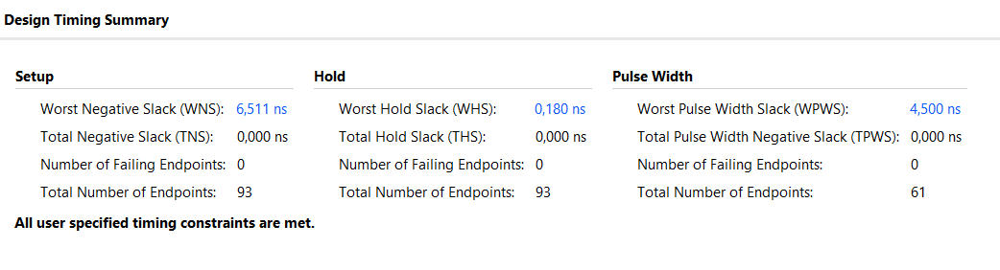 Design Timing Summary
Setup
Worst Negative Slack (WNS): 6,511 ns
Total Negative Slack (TNS): 0,000 ns
Number of Failing Endpoints: 0
Total Number of Endpoints: 93
Hold
Worst Hold Slack (WHS): 0,180 ns
Total Hold Slack (THS): 0,000 ns
Number of Failing Endpoints: 0
Total Number of Endpoints: 93
Pulse Width
Worst Pulse Width Slack (WPWS): 4,500 ns
Total Pulse Width Negative Slack (TPWS): 0,000 ns
Number of Failing Endpoints: 0
Total Number of Endpoints: 61
All user specified timing constraints are met.